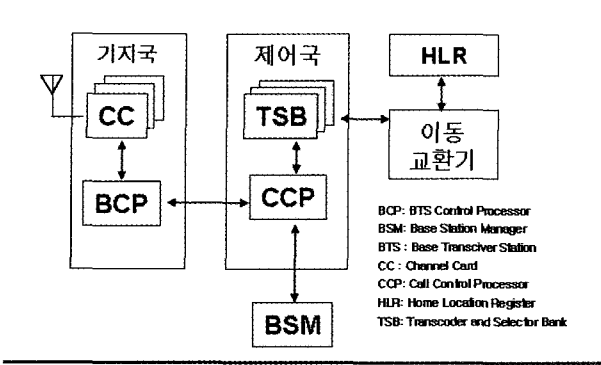 기지국
제어국
HLR
CC
TSB
이동
교환기
BCP
CCP
BSM
BCP: BTS Control Processor
BSM: Base Station Manager
BTS : Base Transciver Station
CC : Channel Card
CCP: Call Control Processor
HLR: Home Location Register
TSB: Transcoder and Selector Bank